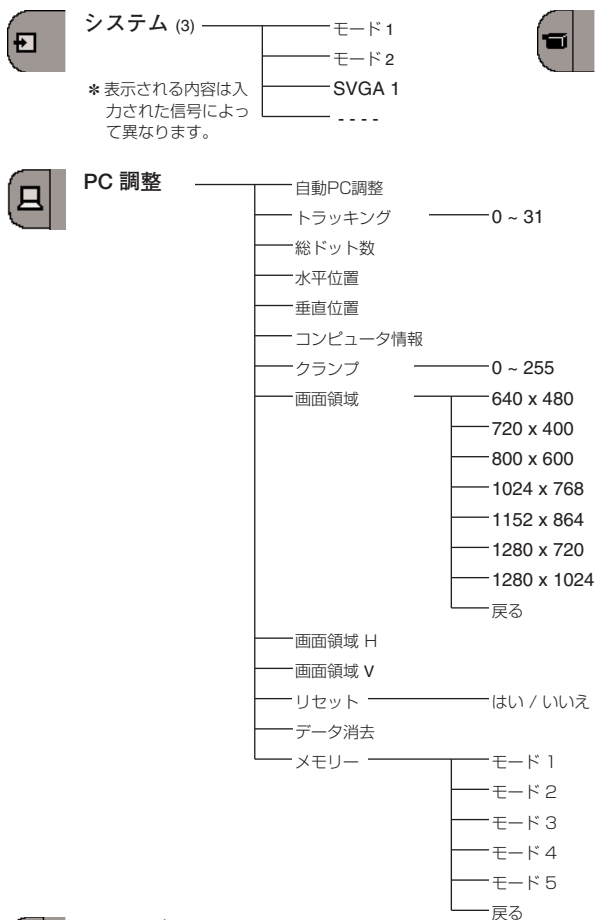 システム (3)
モード 1
モード 2
SVGA 1
- - - -
✻ 表示される内容は入
力された信号によっ
て異なります。
PC 調整
自動PC調整
トラッキング 0 ~ 31
総ドット数
水平位置
垂直位置
コンピュータ情報
クランプ 0 ~ 255
画面領域 640 x 480
720 x 400
800 x 600
1024 x 768
1152 x 864
1280 x 720
1280 x 1024
戻る
画面領域 H
画面領域 V
リセット はい / いいえ
データ消去
メモリー モード 1
モード 2
モード 3
モード 4
モード 5
戻る